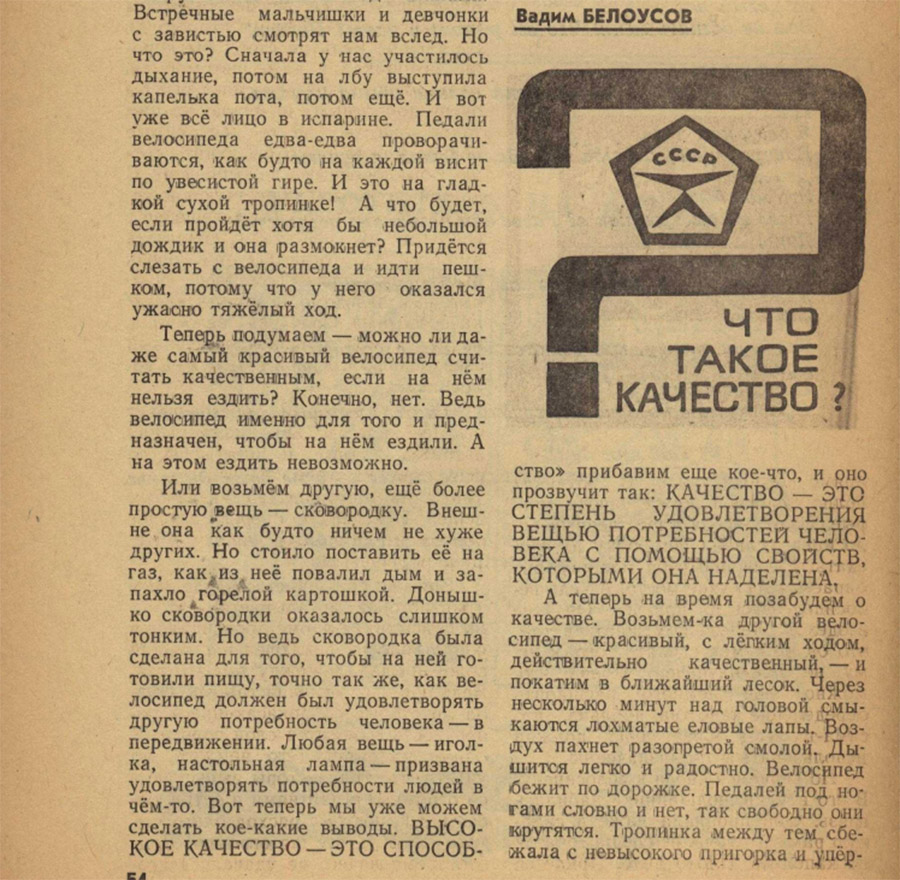 Встречные мальчишки и девчонки
с завистью смотрят нам вслед. Но
что это? Сначала у нас участилось
дыхание, потом на лбу выступила
капелька пота, потом ещё. И вот
уже всё лицо в испарине. Педали
велосипеда едва-едва проворачи-
ваются, как будто на каждой висит
по увесистой гире. И это на глад-
кой сухой тропинке! А что будет,
если пройдёт хотя бы небольшой
дождик и она размокнет? Придётся
слезать с велосипеда и идти пеш-
ком, потому что у него оказался
ужасно тяжёлый ход.
Теперь подумаем — можно ли да-
же самый красивый велосипед счи-
тать качественным, если на нём
нельзя ездить? Конечно, нет. Ведь
велосипед именно для того и пред-
назначен, чтобы на нём ездили. А
на этом ездить невозможно.
Или возьмём другую, ещё более
простую вещь — сковородку. Внеш-
не она как будто ничем не хуже
других. Но стоило поставить её на
газ, как из неё повалил дым и за-
пахло горелой картошкой. Доныш-
ко сковородки оказалось слишком
тонким. Но ведь сковородка была
сделана для того, чтобы на ней го-
товили пищу, точно так же, как ве-
лосипед должен был удовлетворять
другую потребность человека — в
передвижении. Любая вещь — игол-
ка, настольная лампа — призвана
удовлетворять потребности людей в
чём-то. Вот теперь мы уже можем
сделать кое-какие выводы. ВЫСО-
КОЕ КАЧЕСТВО — ЭТО СПОСОБ-
54
Вадим БЕЛОУСОВ
СССР
ЧТО
ТАКОЕ
КАЧЕСТВО?
ство» прибавим еще кое-что, и оно
прозвучит так: КАЧЕСТВО — ЭТО
СТЕПЕНЬ УДОВЛЕТВОРЕНИЯ
ВЕЩЬЮ ПОТРЕБНОСТЕЙ ЧЕЛО-
ВЕКА С ПОМОЩЬЮ СВОЙСТВ,
КОТОРЫМИ ОНА НАДЕЛЕНА.
А теперь на время позабудем о
качестве. Возьмем-ка другой вело-
сипед — красивый, с лёгким ходом,
действительно качественный, — и
покатим в ближайший лесок. Через
несколько минут над головой смы-
каются лохматые еловые лапы. Воз-
дух пахнет разопретой смолой. Ды-
шится легко и радостно. Велосипед
бежит по дорожке. Педалей под но-
гами словно и нет, так свободно они
крутятся. Тропинка между тем сбе-
жала с невысокого пригорка и упёр-